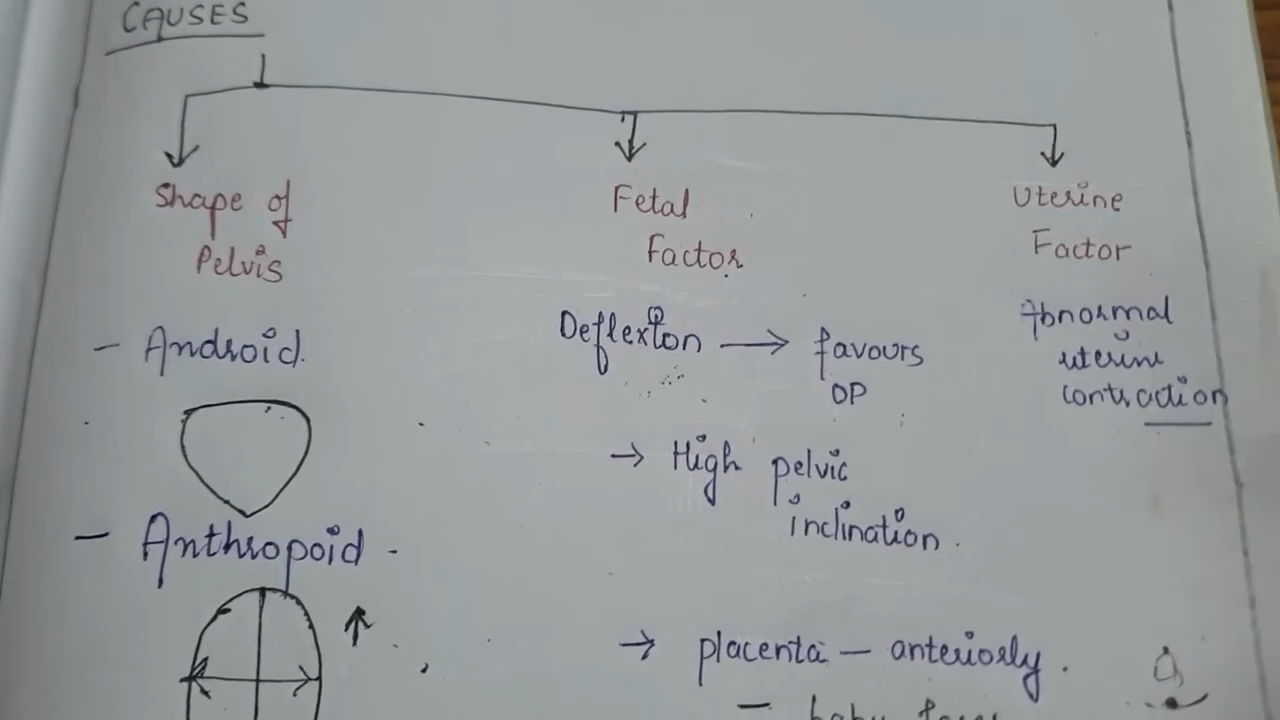 CAUSES
Shape of
Pelvis
- Android.
- Anthropoid -
Fetal
Factor
Deflexion → favours
OP
→ High pelvic
inclination.
→ placenta - anteriorly.
- baby
Uterine
Factor
Abnormal
uterine
contraction